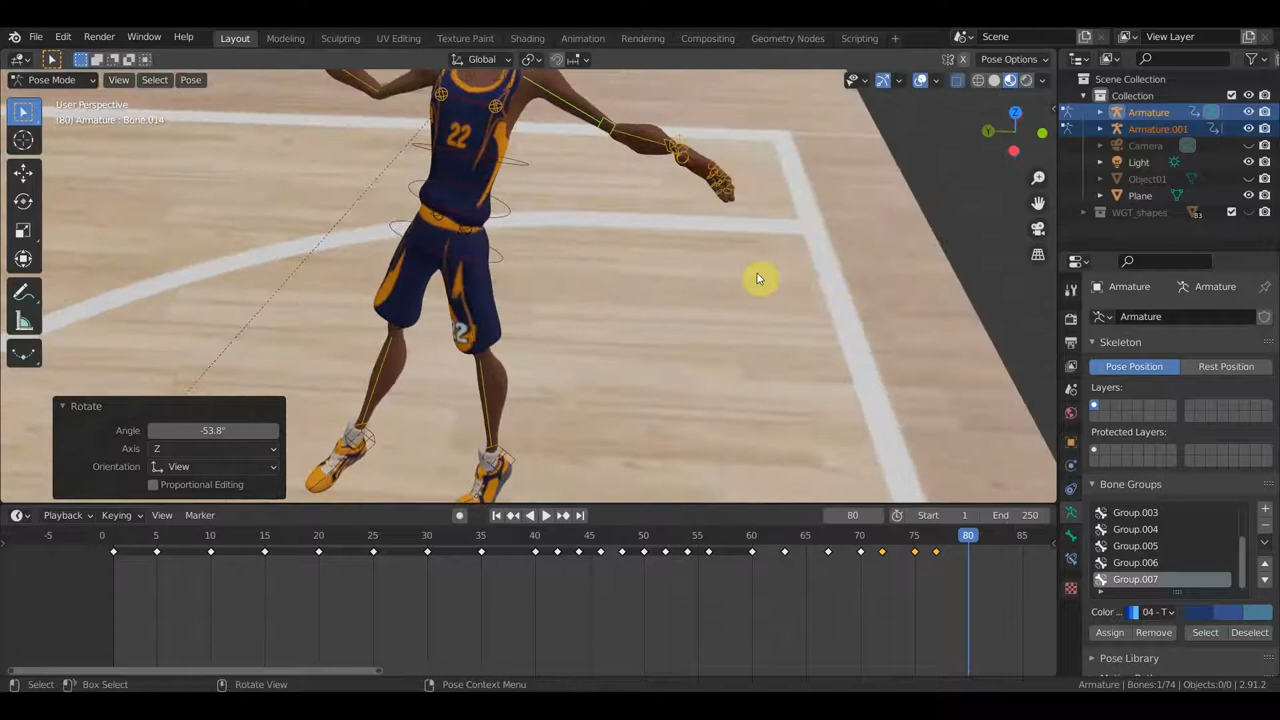 File Edit Render Window Help
Layout Modeling Sculpting UV Editing Texture Paint Shading Animation Rendering Compositing Geometry Nodes Scripting + Scene View Layer
Global
Pose Options
Pose Mode View Select Pose
User Perspective
(80) Armature : Bone.014
Z
Y
22
2
Scene Collection
Collection
Armature
Armature.001
Camera
Light
Object01
Plane
WGT_shapes 83
Armature Armature
Armature
Skeleton
Pose Position Rest Position
Layers:
Protected Layers:
Bone Groups
Group.003
Group.004
Group.005
Group.006
Group.007
Color ... 04 - T
Assign Remove Select Deselect
Pose Library
Rotate
Angle -53.8°
Axis Z
Orientation View
Proportional Editing
Playback Keying View Marker 80 Start 1 End 250
-5 0 5 10 15 20 25 30 35 40 45 50 55 60 65 70 75 80 85
Select Box Select Rotate View Pose Context Menu Armature | Bones:1/74 | Objects:0/0 | 2.91.2